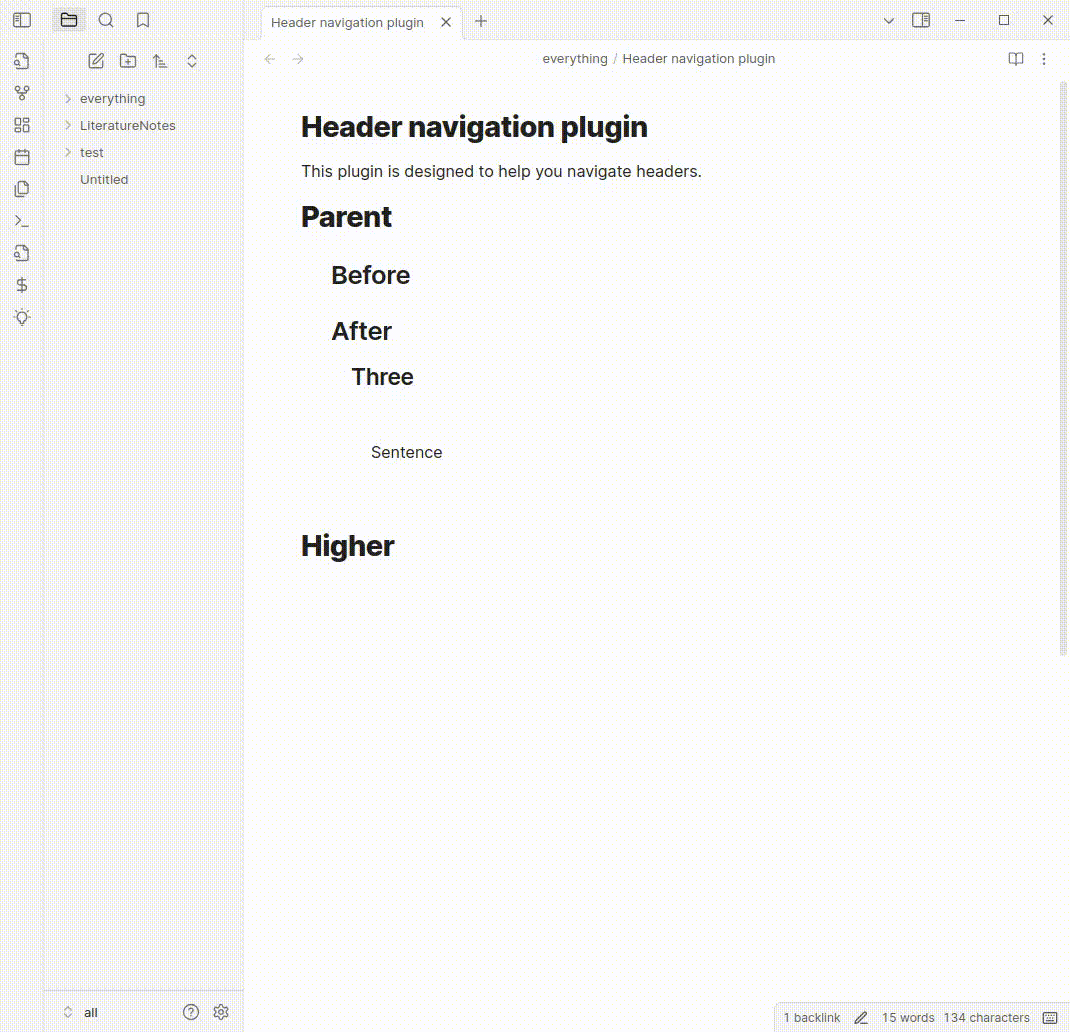 Header navigation plugin
everything / Header navigation plugin
everything
LiteratureNotes
test
Untitled
Header navigation plugin
This plugin is designed to help you navigate headers.
Parent
Before
After
Three
Sentence
Higher
all
1 backlink 15 words 134 characters